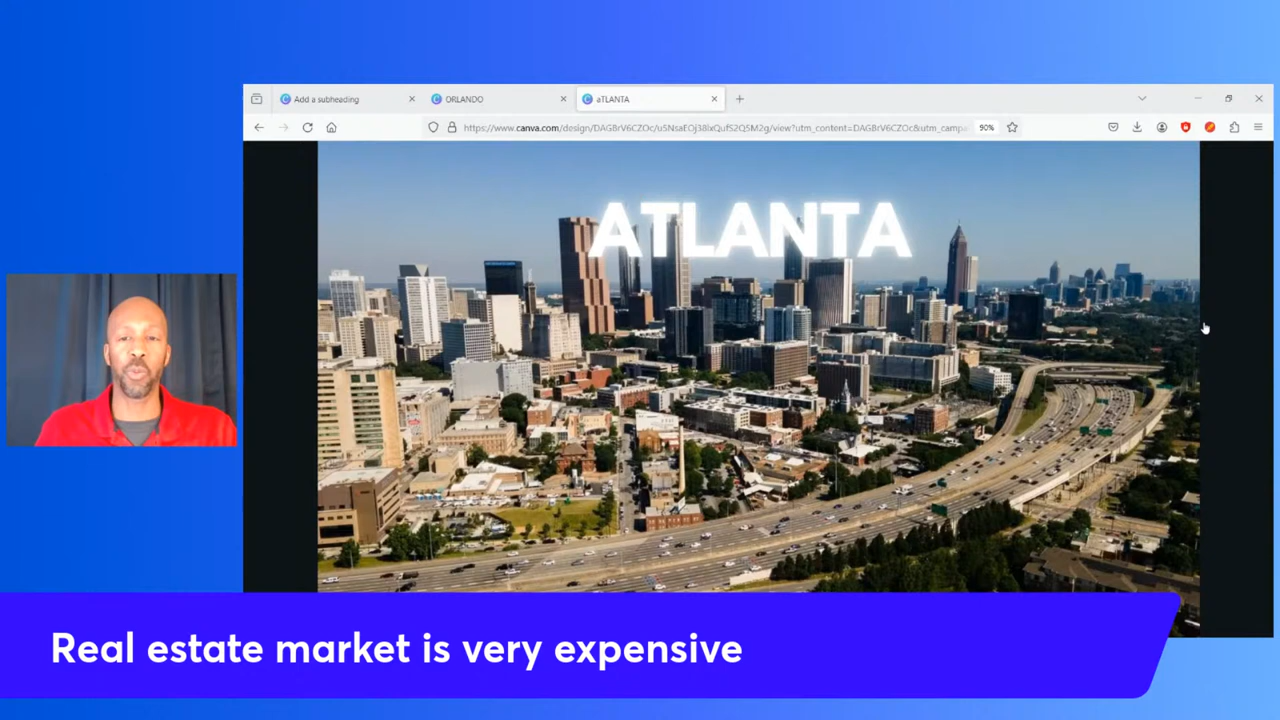 Add a subheading
ORLANDO
aTLANTA
https://www.canva.com/design/DAGBrV6CZOc/u5NsaEOj38lxQufS2Q5M2g/view?utm_content=DAGBrV6CZOc&utm_campa
90%
ATLANTA
Real estate market is very expensive